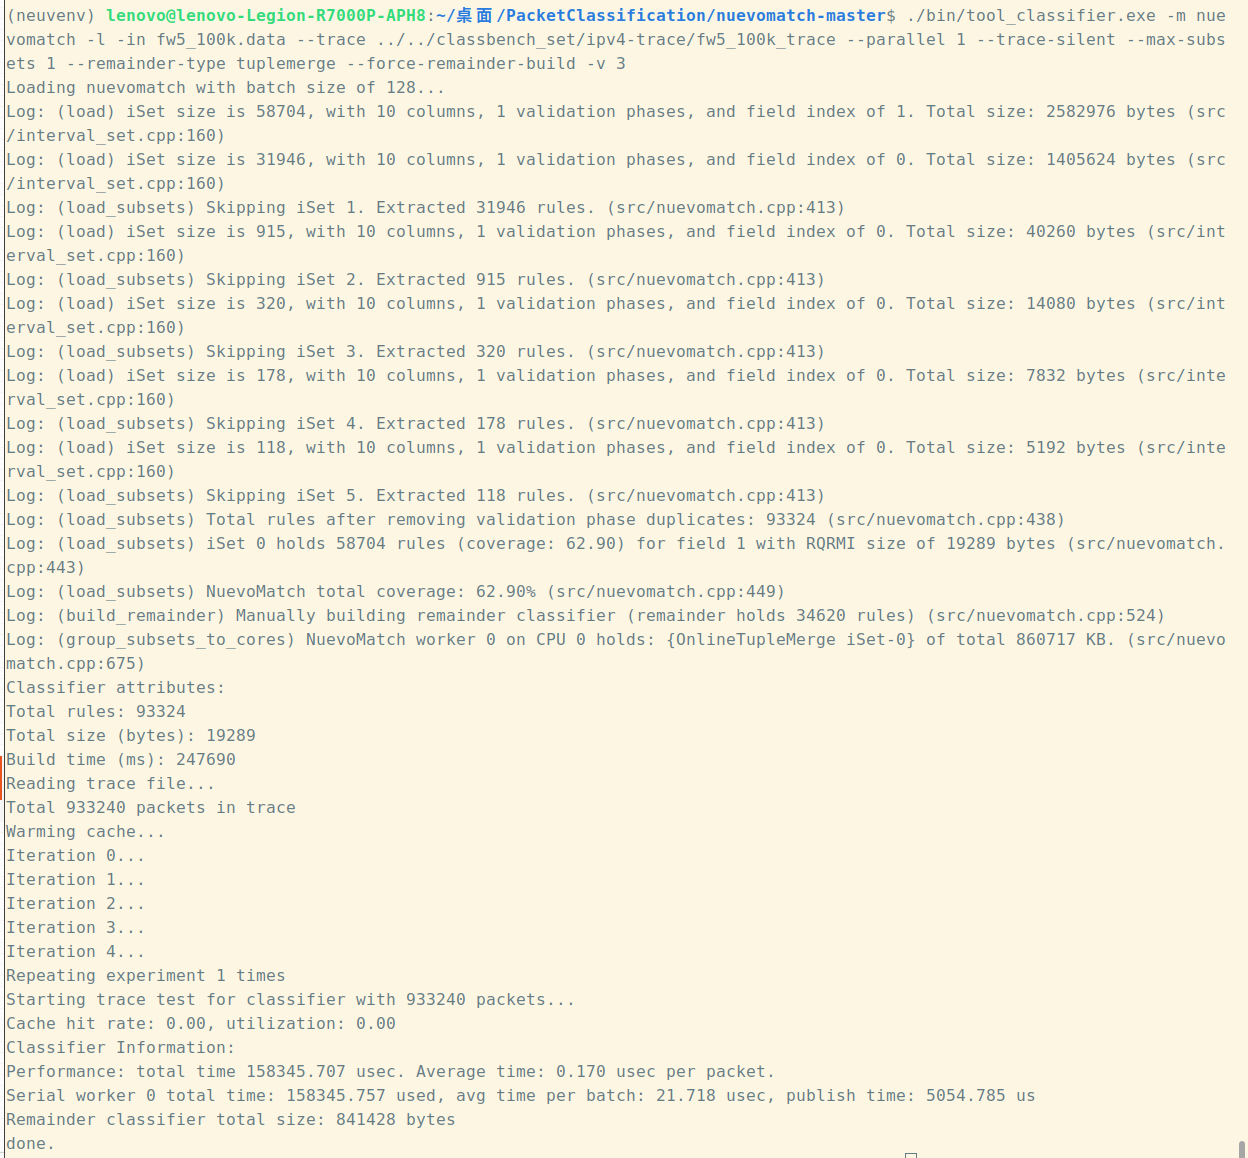 (neuvenv) lenovo@lenovo-Legion-R7000P-APH8:~/桌面/PacketClassification/nuevomatch-master$ ./bin/tool_classifier.exe -m nue
vomatch -l -in fw5_100k.data --trace ../../classbench_set/ipv4-trace/fw5_100k_trace --parallel 1 --trace-silent --max-subs
ets 1 --remainder-type tuplemerge --force-remainder-build -v 3
Loading nuevomatch with batch size of 128...
Log: (load) iSet size is 58704, with 10 columns, 1 validation phases, and field index of 1. Total size: 2582976 bytes (src
/interval_set.cpp:160)
Log: (load) iSet size is 31946, with 10 columns, 1 validation phases, and field index of 0. Total size: 1405624 bytes (src
/interval_set.cpp:160)
Log: (load_subsets) Skipping iSet 1. Extracted 31946 rules. (src/nuevomatch.cpp:413)
Log: (load) iSet size is 915, with 10 columns, 1 validation phases, and field index of 0. Total size: 40260 bytes (src/int
erval_set.cpp:160)
Log: (load_subsets) Skipping iSet 2. Extracted 915 rules. (src/nuevomatch.cpp:413)
Log: (load) iSet size is 320, with 10 columns, 1 validation phases, and field index of 0. Total size: 14080 bytes (src/int
erval_set.cpp:160)
Log: (load_subsets) Skipping iSet 3. Extracted 320 rules. (src/nuevomatch.cpp:413)
Log: (load) iSet size is 178, with 10 columns, 1 validation phases, and field index of 0. Total size: 7832 bytes (src/inte
rval_set.cpp:160)
Log: (load_subsets) Skipping iSet 4. Extracted 178 rules. (src/nuevomatch.cpp:413)
Log: (load) iSet size is 118, with 10 columns, 1 validation phases, and field index of 0. Total size: 5192 bytes (src/inte
rval_set.cpp:160)
Log: (load_subsets) Skipping iSet 5. Extracted 118 rules. (src/nuevomatch.cpp:413)
Log: (load_subsets) Total rules after removing validation phase duplicates: 93324 (src/nuevomatch.cpp:438)
Log: (load_subsets) iSet 0 holds 58704 rules (coverage: 62.90) for field 1 with RQRMI size of 19289 bytes (src/nuevomatch.
cpp:443)
Log: (load_subsets) NuevoMatch total coverage: 62.90% (src/nuevomatch.cpp:449)
Log: (build_remainder) Manually building remainder classifier (remainder holds 34620 rules) (src/nuevomatch.cpp:524)
Log: (group_subsets_to_cores) NuevoMatch worker 0 on CPU 0 holds: {OnlineTupleMerge iSet-0} of total 860717 KB. (src/nuevo
match.cpp:675)
Classifier attributes:
Total rules: 93324
Total size (bytes): 19289
Build time (ms): 247690
Reading trace file...
Total 933240 packets in trace
Warming cache...
Iteration 0...
Iteration 1...
Iteration 2...
Iteration 3...
Iteration 4...
Repeating experiment 1 times
Starting trace test for classifier with 933240 packets...
Cache hit rate: 0.00, utilization: 0.00
Classifier Information:
Performance: total time 158345.707 usec. Average time: 0.170 usec per packet.
Serial worker 0 total time: 158345.757 used, avg time per batch: 21.718 usec, publish time: 5054.785 us
Remainder classifier total size: 841428 bytes
done.